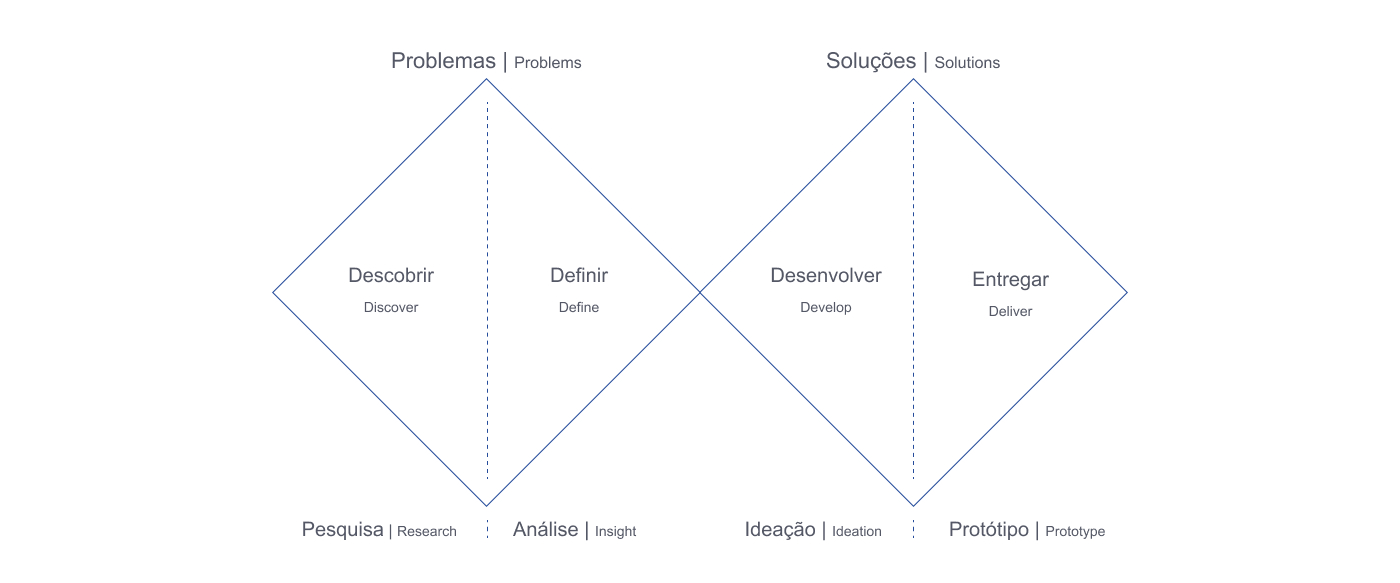 Problemas | Problems
Soluções | Solutions
Descobrir
Discover
Definir
Define
Desenvolver
Develop
Entregar
Deliver
Pesquisa | Research
Análise | Insight
Ideação | Ideation
Protótipo | Prototype